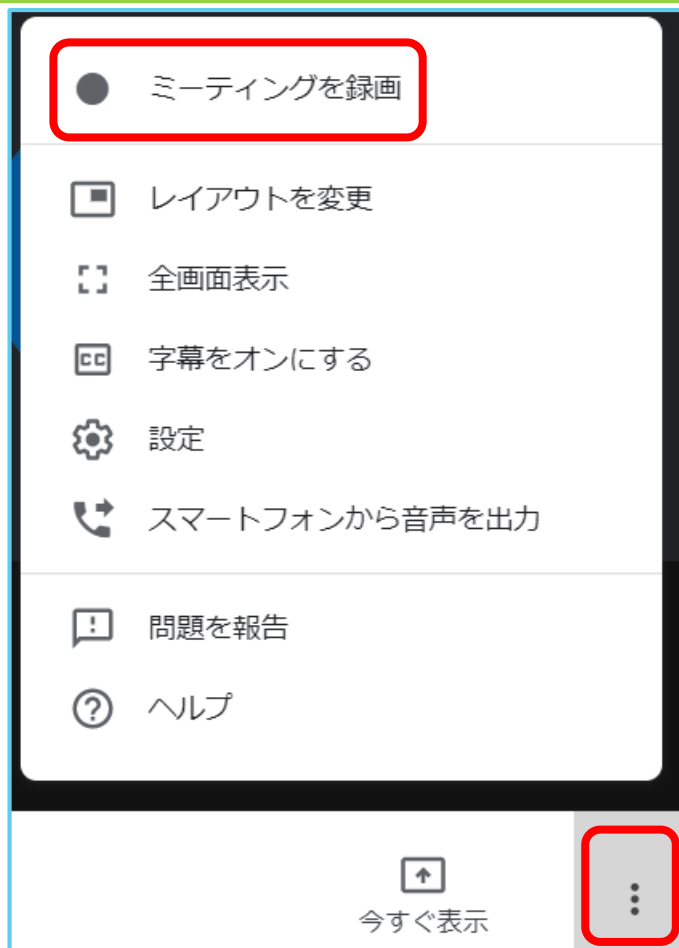 ミーティングを録画
レイアウトを変更
全画面表示
CC 字幕をオンにする
設定
スマートフォンから音声を出力
問題を報告
ヘルプ
今すぐ表示